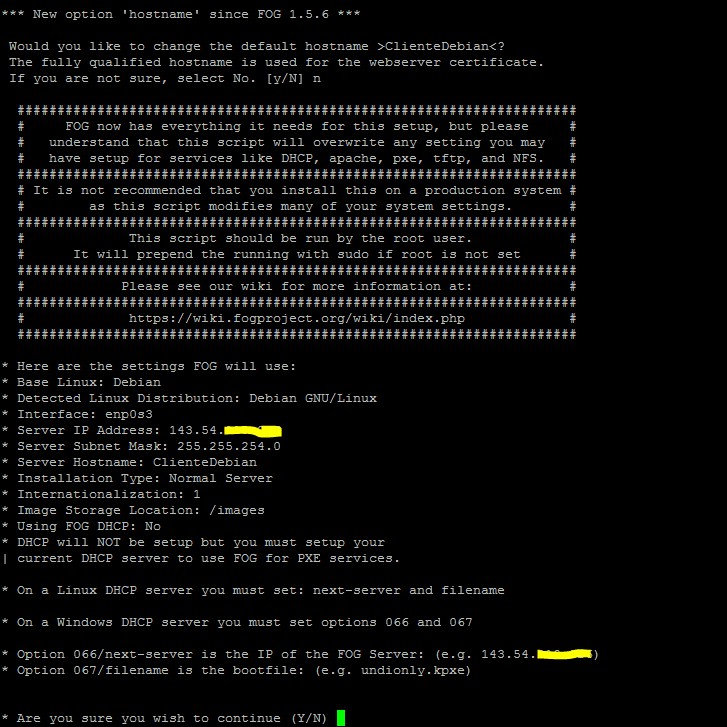 *** New option 'hostname' since FOG 1.5.6 ***
Would you like to change the default hostname >ClienteDebian<?
The fully qualified hostname is used for the webserver certificate.
If you are not sure, select No. [y/N] n
######################################################################
# FOG now has everything it needs for this setup, but please #
# understand that this script will overwrite any setting you may #
# have setup for services like DHCP, apache, pxe, tftp, and NFS. #
######################################################################
# It is not recommended that you install this on a production system #
# as this script modifies many of your system settings. #
######################################################################
# This script should be run by the root user. #
# It will prepend the running with sudo if root is not set #
######################################################################
# Please see our wiki for more information at: #
######################################################################
# https://wiki.fogproject.org/wiki/index.php #
######################################################################
* Here are the settings FOG will use:
* Base Linux: Debian
* Detected Linux Distribution: Debian GNU/Linux
* Interface: enp0s3
* Server IP Address: 143.54.
* Server Subnet Mask: 255.255.254.0
* Server Hostname: ClienteDebian
* Installation Type: Normal Server
* Internationalization: 1
* Image Storage Location: /images
* Using FOG DHCP: No
* DHCP will NOT be setup but you must setup your
| current DHCP server to use FOG for PXE services.
* On a Linux DHCP server you must set: next-server and filename
* On a Windows DHCP server you must set options 066 and 067
* Option 066/next-server is the IP of the FOG Server: (e.g. 143.54. )
* Option 067/filename is the bootfile: (e.g. undionly.kpxe)
* Are you sure you wish to continue (Y/N)